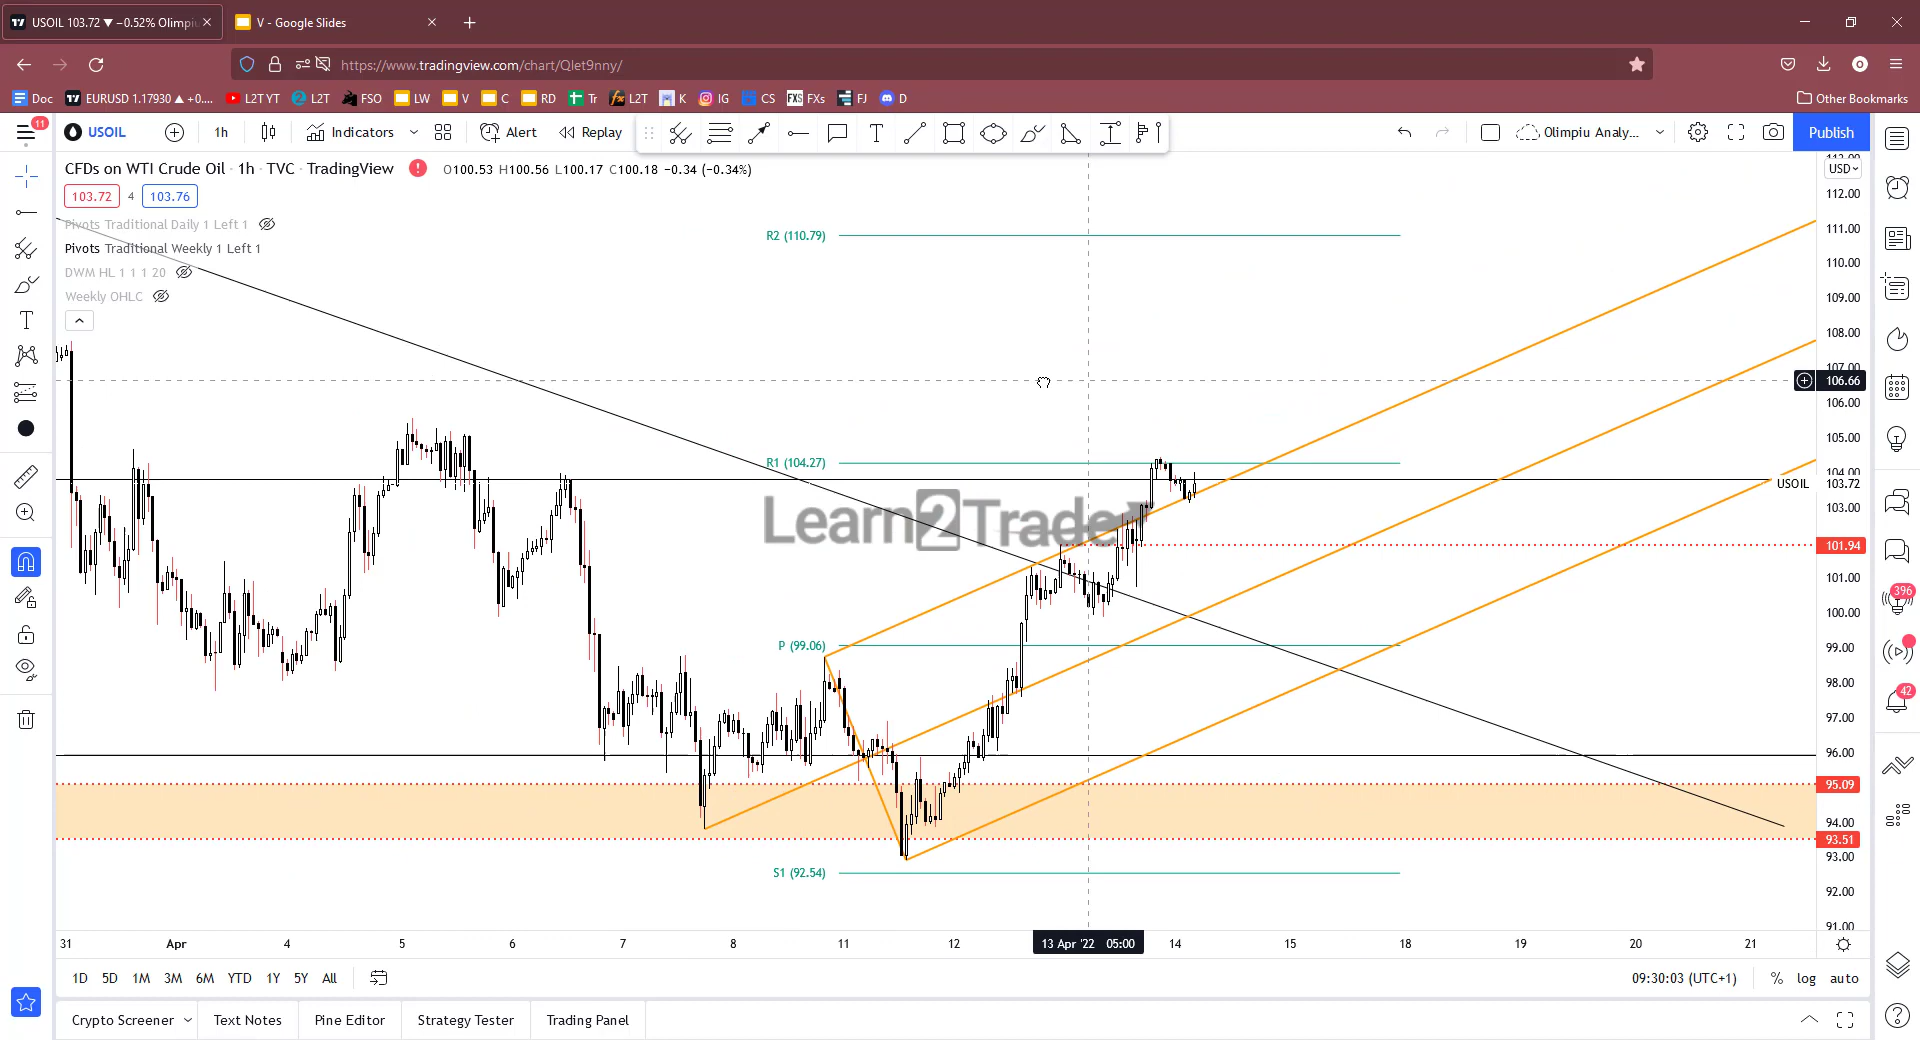 USOIL 103.72 ▼ −0.52% Olimpiu
V - Google Slides
https://www.tradingview.com/chart/Qlet9nny/
Doc
EURUSD 1.17930 ▲ +0....
L2T YT
L2T
FSO
LW
V
C
RD
Tr
L2T
K
IG
CS
FXS FXs
FJ
D
Other Bookmarks
11
USOIL
1h
Indicators
Alert
Replay
Olimpiu Analy...
Publish
CFDs on WTI Crude Oil · 1h · TVC · TradingView
O100.53 H100.56 L100.17 C100.18 −0.34 (−0.34%)
USD
103.72 4 103.76
Pivots Traditional Daily 1 Left 1
Pivots Traditional Weekly 1 Left 1
DWM HL 1 1 1 20
Weekly OHLC
R2 (110.79)
R1 (104.27)
P (99.06)
S1 (92.54)
Learn2Trade
USOIL
113.00
112.00
111.00
110.00
109.00
108.00
107.00
106.66
106.00
105.00
104.00
103.72
103.00
101.94
101.00
100.00
99.00
98.00
97.00
96.00
95.09
94.00
93.51
93.00
92.00
91.00
396
42
31 Apr 4 5 6 7 8 11 12 13 Apr '22 05:00 14 15 18 19 20 21
1D 5D 1M 3M 6M YTD 1Y 5Y All
09:30:03 (UTC+1) % log auto
Crypto Screener Text Notes Pine Editor Strategy Tester Trading Panel